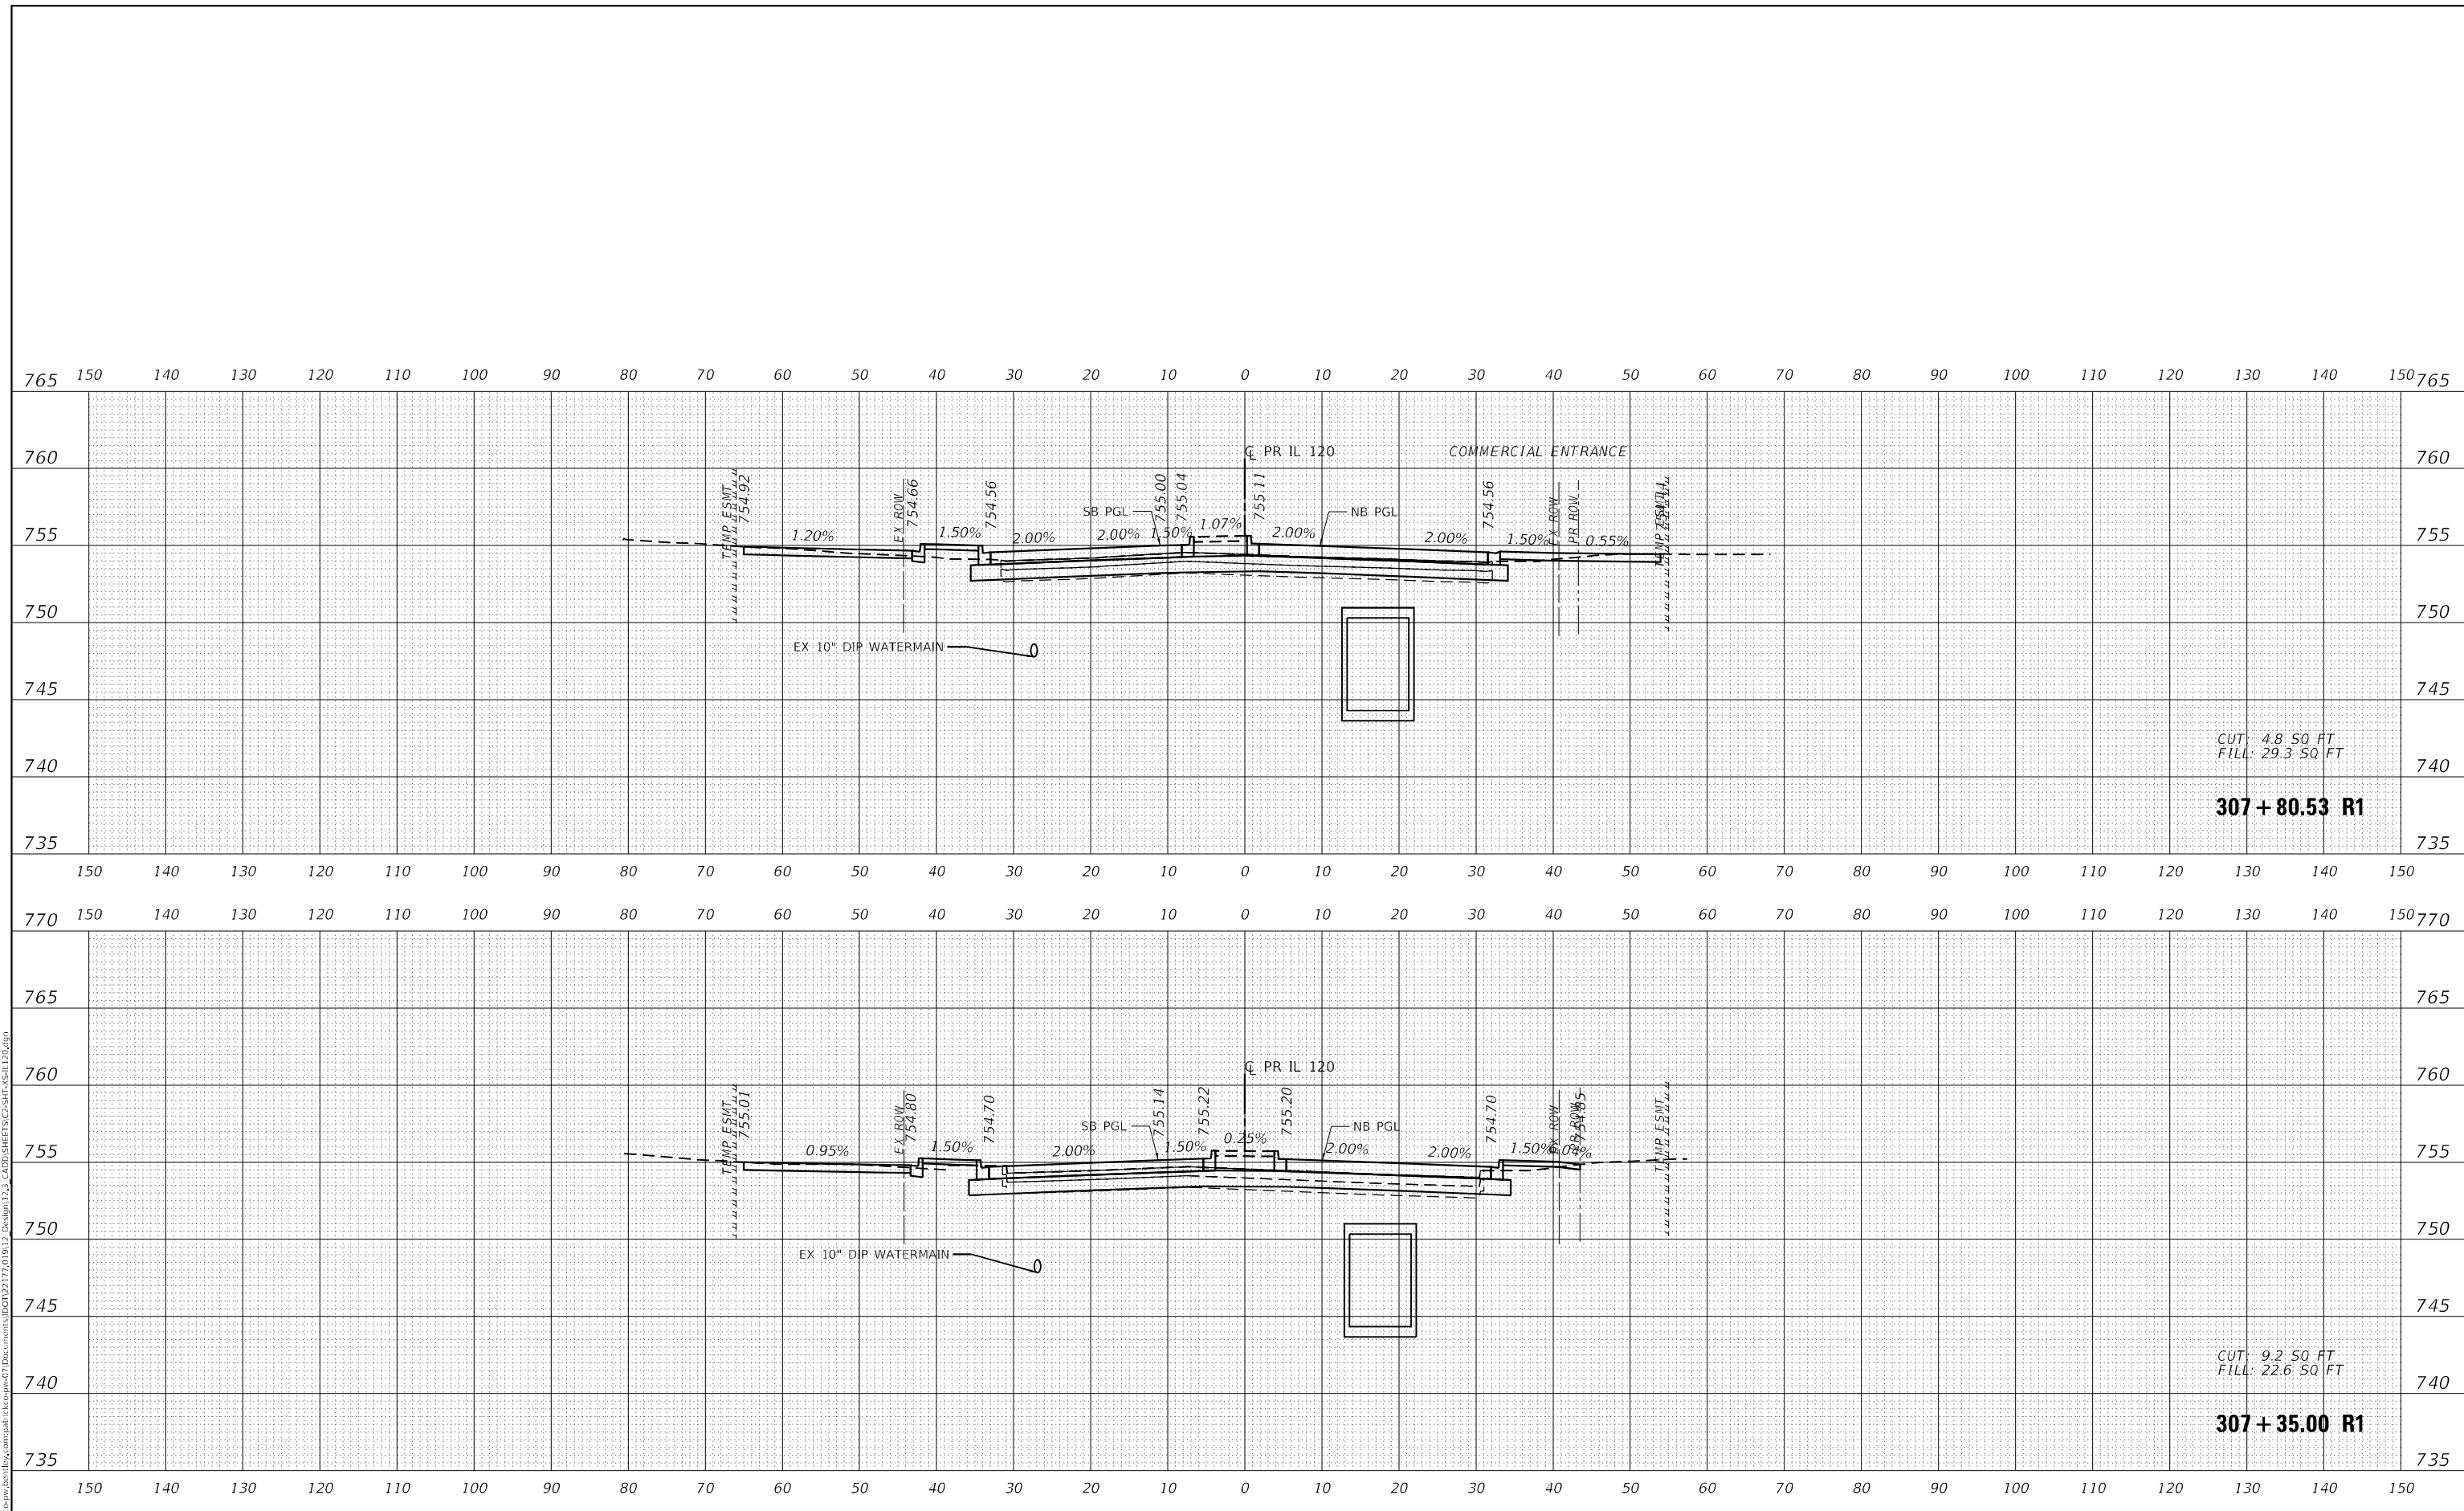 150 140 130 120 110 100 90 80 70 60 50 40 30 20 10 0 10 20 30 40 50 60 70 80 90 100 110 120 130 140 150
765 765
760 760
755 755
750 750
745 745
740 740
735 735
℄ PR IL 120
COMMERCIAL ENTRANCE
TEMP ESMT
754.92
EX ROW
754.66
754.56
755.00
755.04
755.11
754.56
EX ROW
PR ROW
TEMP ESMT
SB PGL
NB PGL
1.20%
1.50%
2.00%
2.00%
1.50%
1.07%
2.00%
2.00%
1.50%
0.55%
EX 10" DIP WATERMAIN
CUT: 4.8 SQ FT
FILL: 29.3 SQ FT
307+80.53 R1
150 140 130 120 110 100 90 80 70 60 50 40 30 20 10 0 10 20 30 40 50 60 70 80 90 100 110 120 130 140 150
150 140 130 120 110 100 90 80 70 60 50 40 30 20 10 0 10 20 30 40 50 60 70 80 90 100 110 120 130 140 150
770 770
765 765
760 760
755 755
750 750
745 745
740 740
735 735
℄ PR IL 120
TEMP ESMT
755.01
EX ROW
754.80
754.70
755.14
755.22
755.20
754.70
EX ROW
PR ROW
TEMP ESMT
SB PGL
NB PGL
0.95%
1.50%
2.00%
1.50%
0.25%
2.00%
2.00%
1.50%
EX 10" DIP WATERMAIN
CUT: 9.2 SQ FT
FILL: 22.6 SQ FT
307+35.00 R1
150 140 130 120 110 100 90 80 70 60 50 40 30 20 10 0 10 20 30 40 50 60 70 80 90 100 110 120 130 140 150